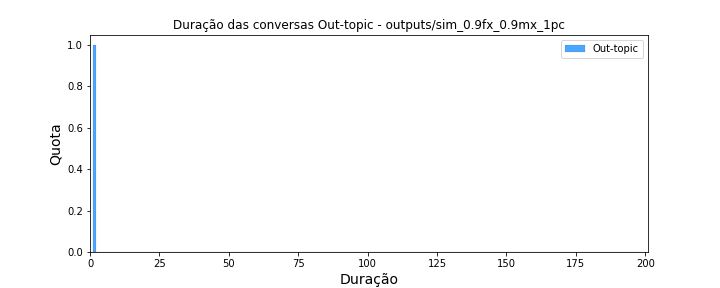 Duração das conversas Out-topic - outputs/sim_0.9fx_0.9mx_1pc
Out-topic
1.0
0.8
0.6
0.4
0.2
0.0
Quota
0 25 50 75 100 125 150 175 200
Duração